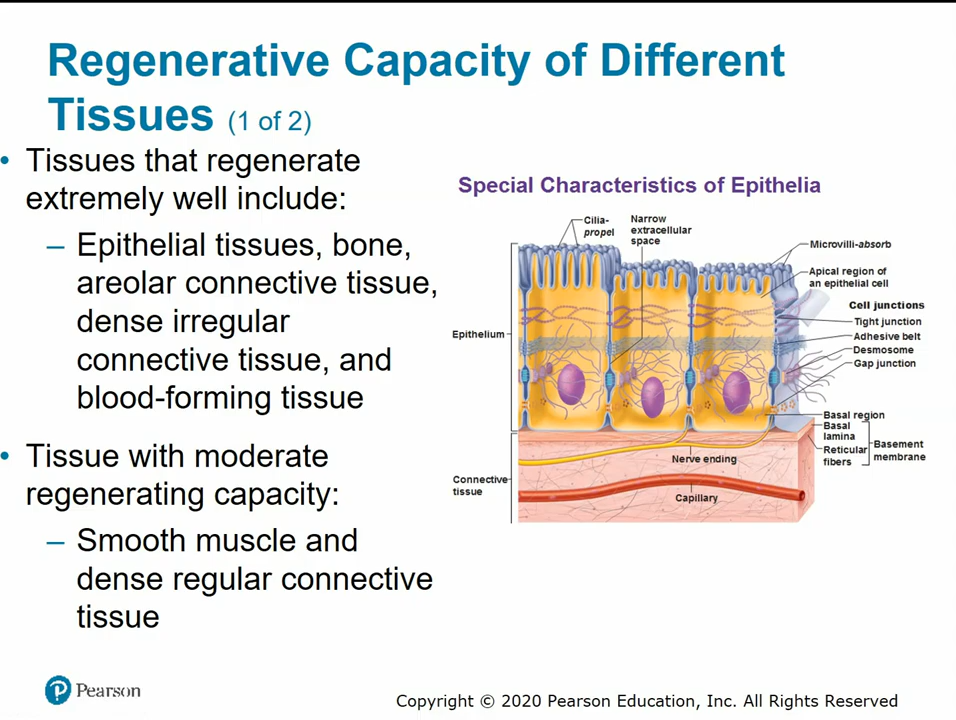 Regenerative Capacity of Different
Tissues (1 of 2)
• Tissues that regenerate
extremely well include:
– Epithelial tissues, bone,
areolar connective tissue,
dense irregular
connective tissue, and
blood-forming tissue
• Tissue with moderate
regenerating capacity:
– Smooth muscle and
dense regular connective
tissue
Special Characteristics of Epithelia
Cilia-
propel
Narrow
extracellular
space
Microvilli-absorb
Apical region of
an epithelial cell
Cell junctions
Tight junction
Adhesive belt
Desmosome
Gap junction
Epithelium
Basal region
Basal
lamina
Reticular
fibers
Basement
membrane
Nerve ending
Connective
tissue
Capillary
Pearson
Copyright © 2020 Pearson Education, Inc. All Rights Reserved